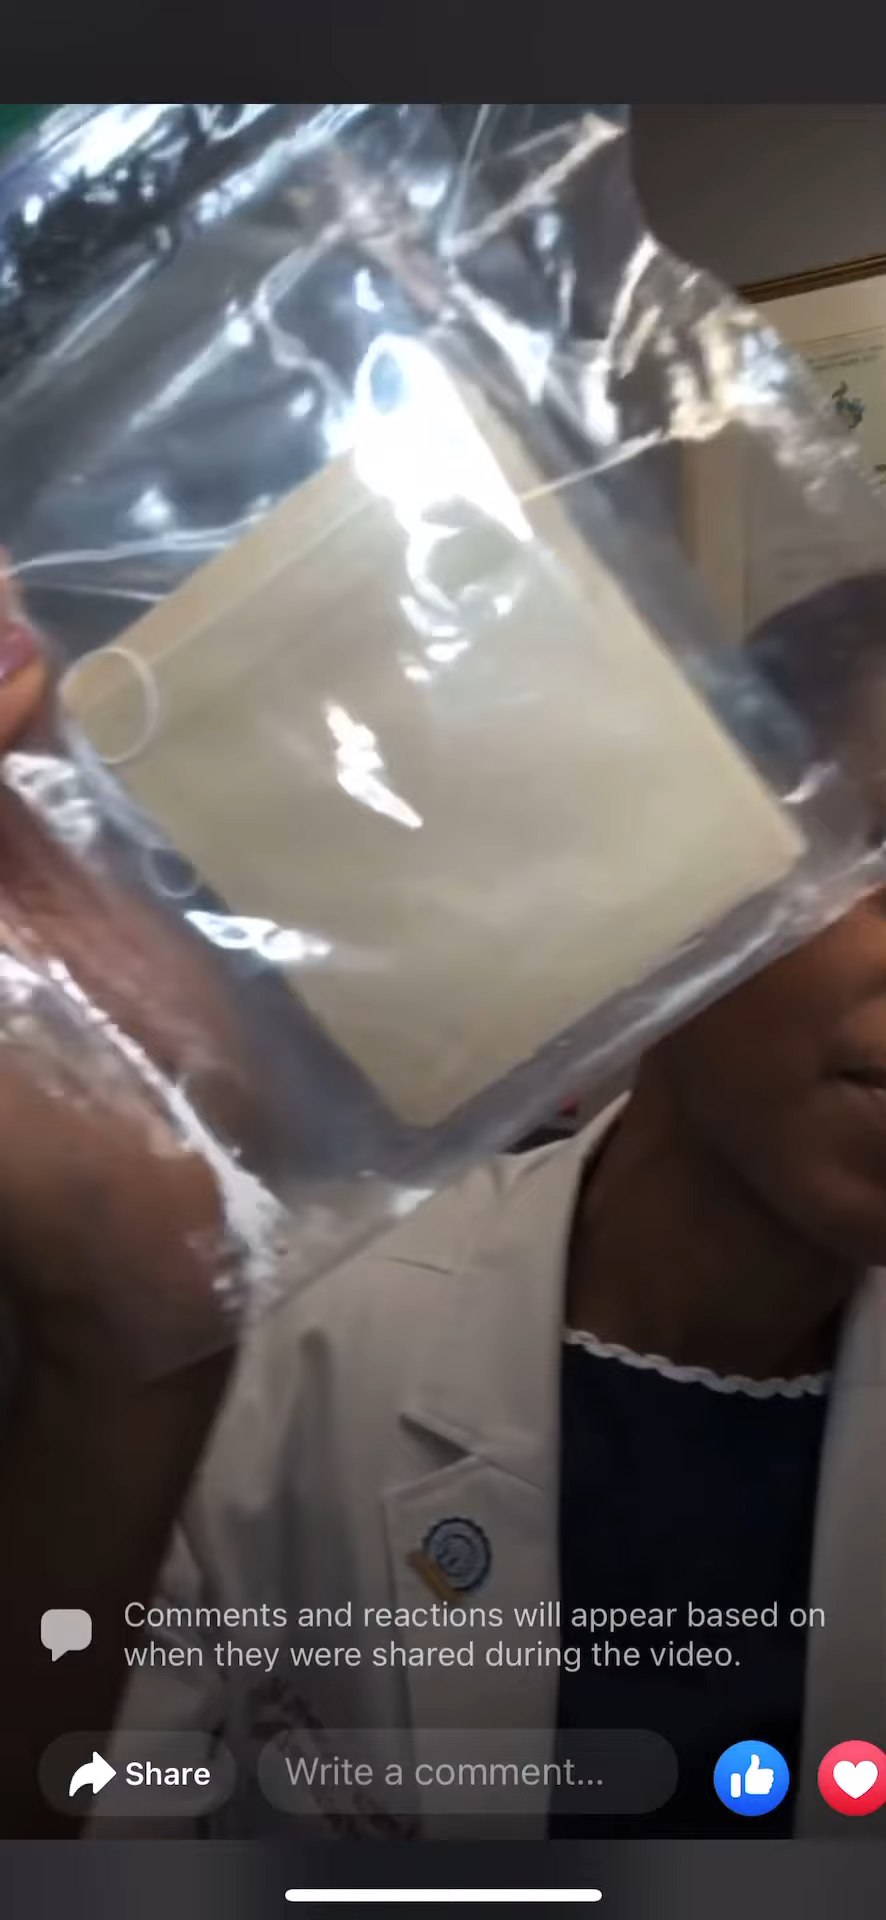 Comments and reactions will appear based on
when they were shared during the video.
Share
Write a comment...